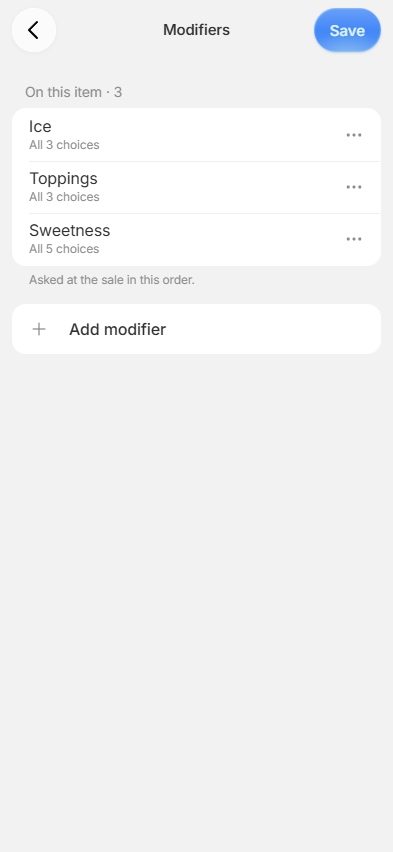 Modifiers
Save
On this item · 3
Ice
All 3 choices
Toppings
All 3 choices
Sweetness
All 5 choices
Asked at the sale in this order.
Add modifier